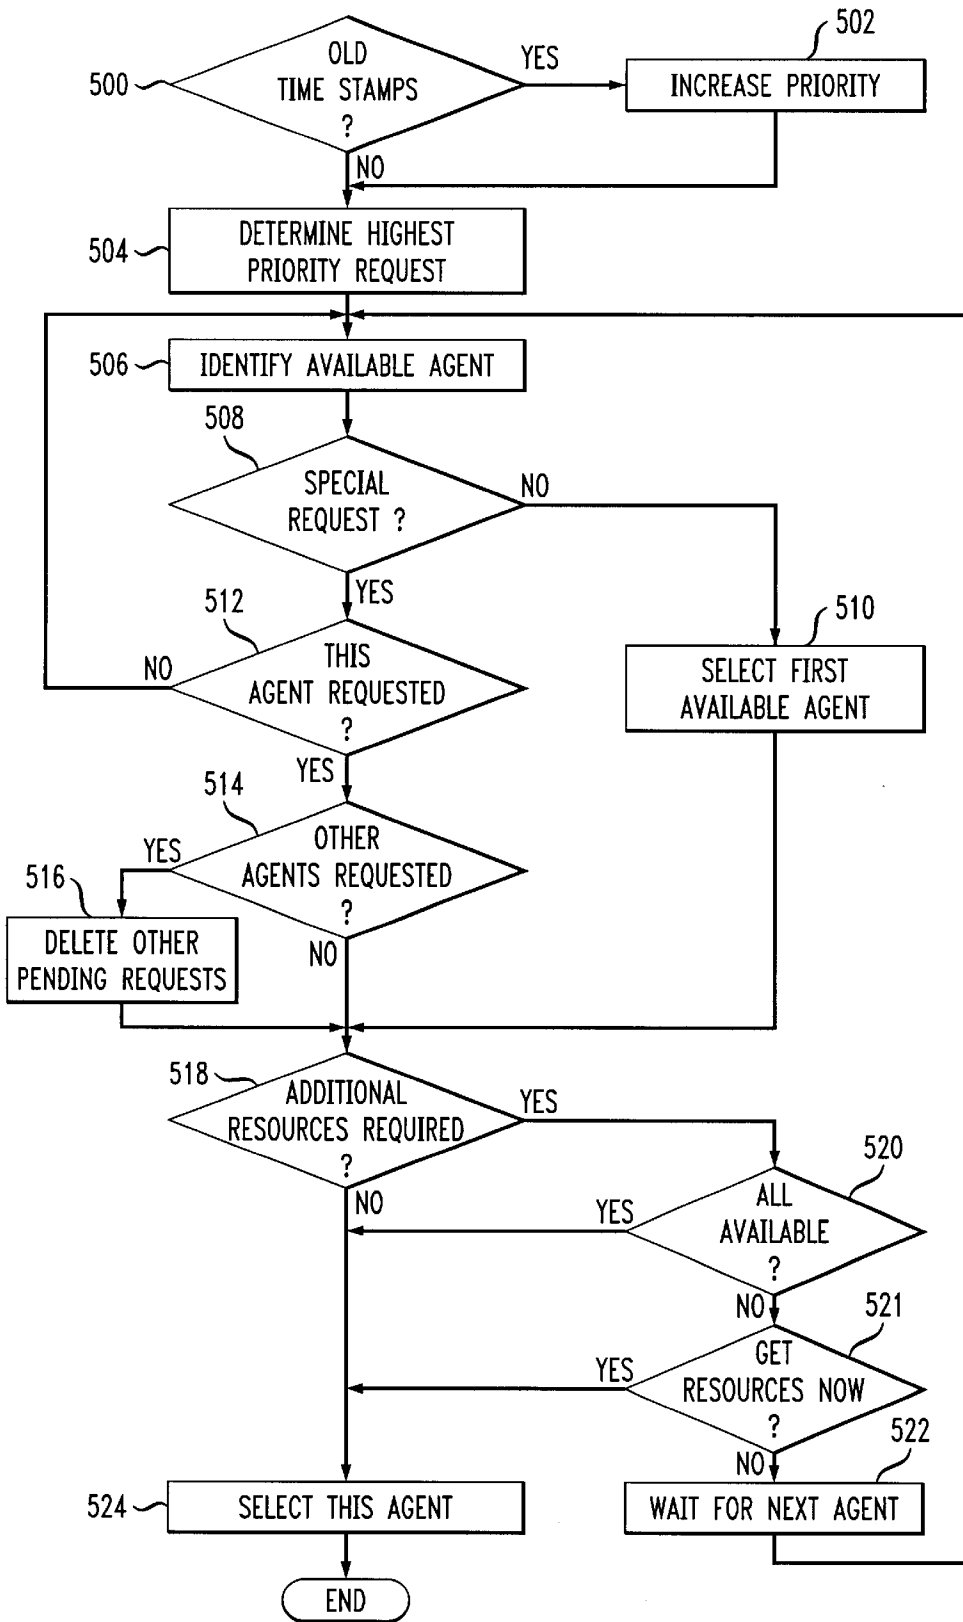 OLD
TIME STAMPS
?
500
YES
502
INCREASE PRIORITY
NO
504
DETERMINE HIGHEST
PRIORITY REQUEST
506
IDENTIFY AVAILABLE AGENT
508
SPECIAL
REQUEST ?
NO
YES
510
SELECT FIRST
AVAILABLE AGENT
512
NO
THIS
AGENT REQUESTED
?
YES
514
YES
OTHER
AGENTS REQUESTED
?
NO
516
DELETE OTHER
PENDING REQUESTS
518
ADDITIONAL
RESOURCES REQUIRED
?
YES
NO
520
YES
ALL
AVAILABLE
?
NO
521
YES
GET
RESOURCES NOW
?
NO
522
WAIT FOR NEXT AGENT
524
SELECT THIS AGENT
END